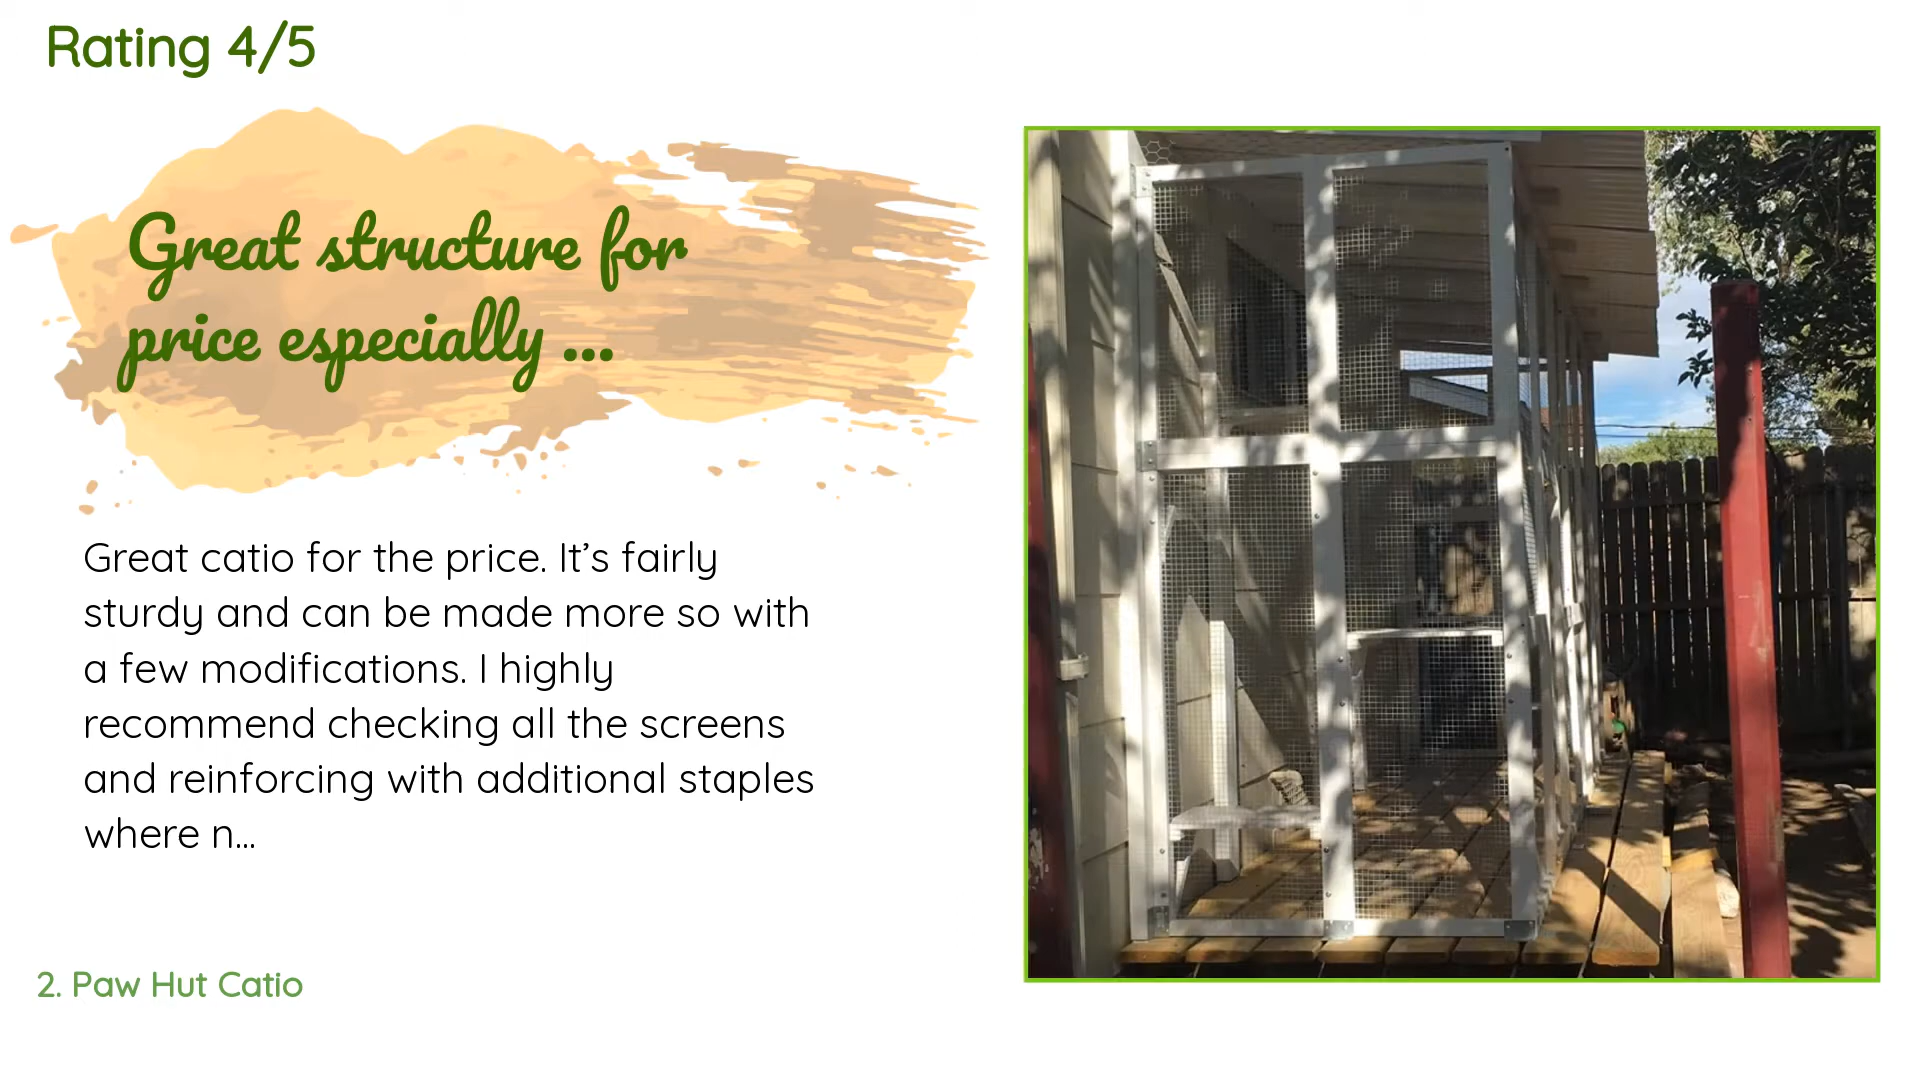 Rating 4/5
Great structure for
price especially ...
Great catio for the price. It’s fairly
sturdy and can be made more so with
a few modifications. I highly
recommend checking all the screens
and reinforcing with additional staples
where n...
2. Paw Hut Catio